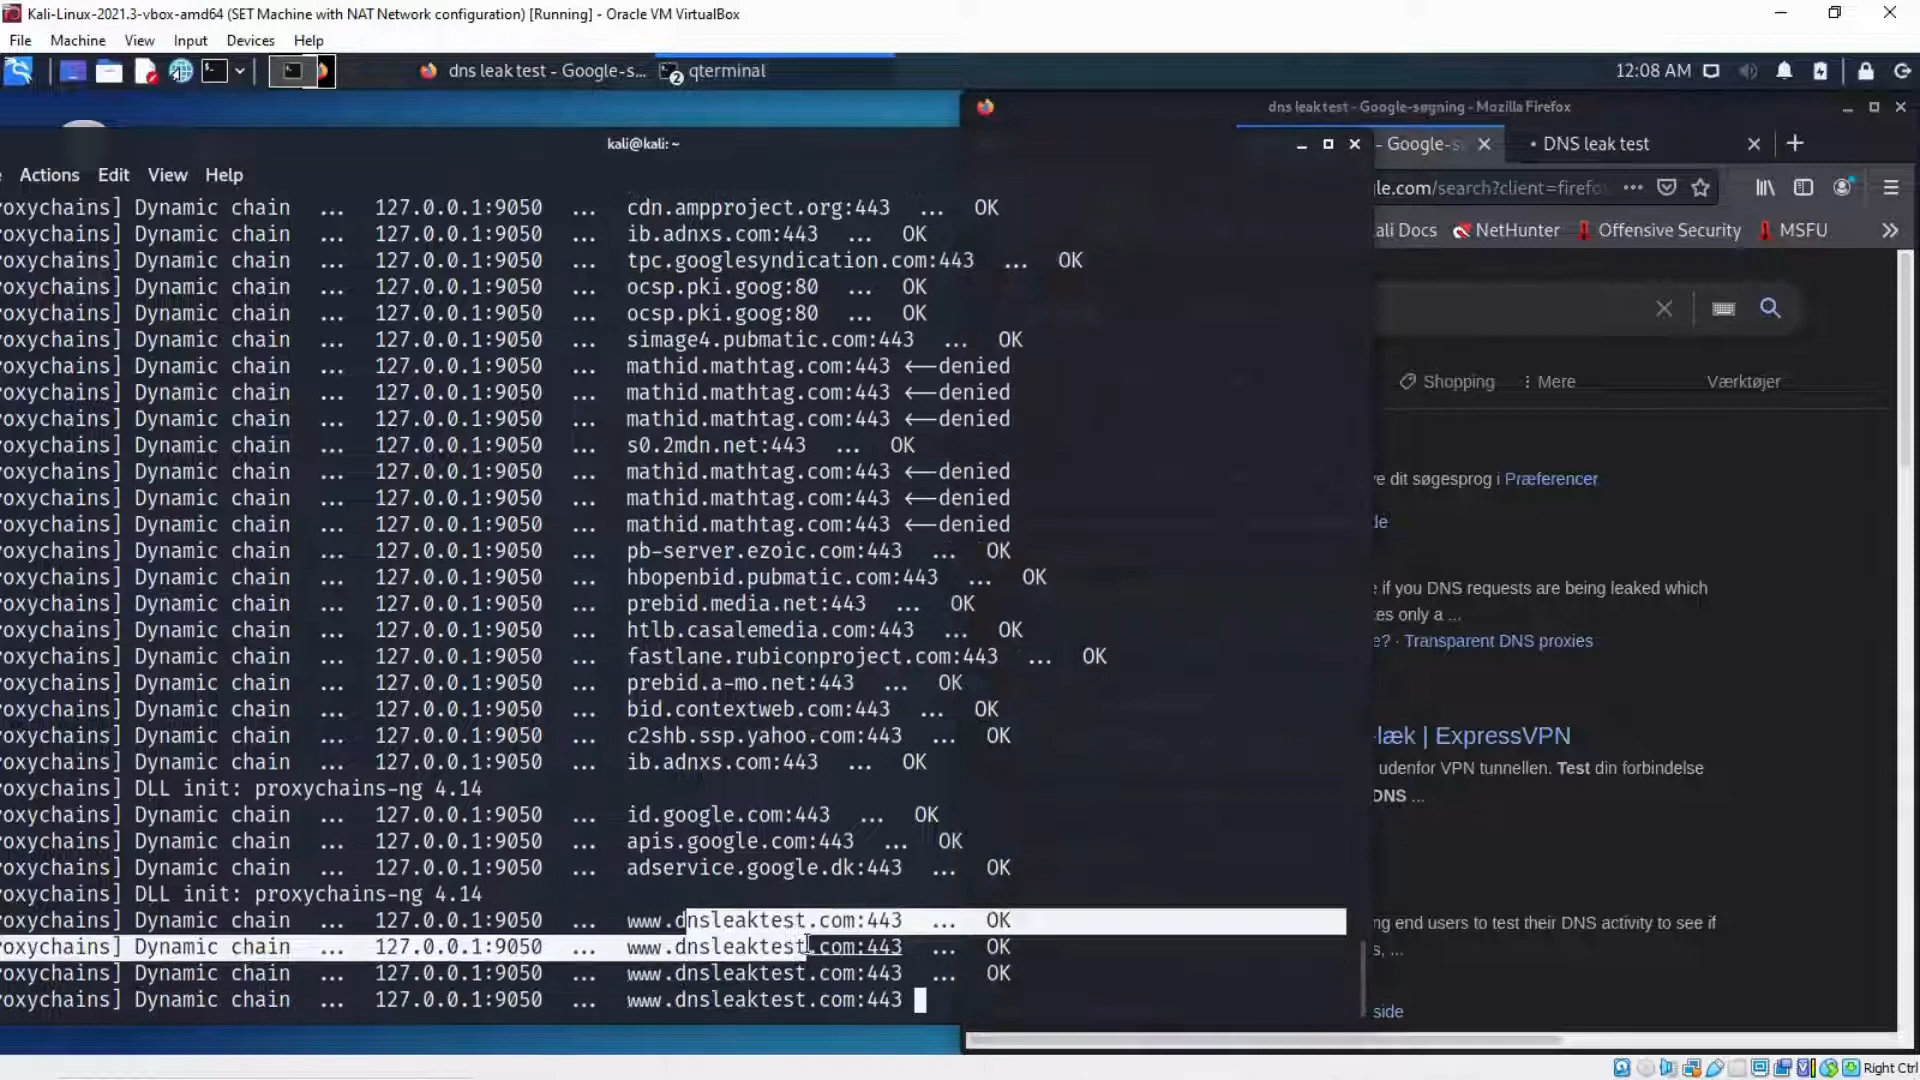 Kali-Linux-2021.3-vbox-amd64 (SET Machine with NAT Network configuration) [Running] - Oracle VM VirtualBox
File Machine View Input Devices Help
dns leak test - Google-s... 2 qterminal 12:08 AM
dns leak test - Google-søgning - Mozilla Firefox
kali@kali: ~
- Google-s DNS leak test
Actions Edit View Help
gle.com/search?client=firefo
ali Docs NetHunter Offensive Security MSFU
oxychains] Dynamic chain ... 127.0.0.1:9050 ... cdn.ampproject.org:443 ... OK
oxychains] Dynamic chain ... 127.0.0.1:9050 ... ib.adnxs.com:443 ... OK
oxychains] Dynamic chain ... 127.0.0.1:9050 ... tpc.googlesyndication.com:443 ... OK
oxychains] Dynamic chain ... 127.0.0.1:9050 ... ocsp.pki.goog:80 ... OK
oxychains] Dynamic chain ... 127.0.0.1:9050 ... ocsp.pki.goog:80 ... OK
oxychains] Dynamic chain ... 127.0.0.1:9050 ... simage4.pubmatic.com:443 ... OK
oxychains] Dynamic chain ... 127.0.0.1:9050 ... mathid.mathtag.com:443 <--denied
oxychains] Dynamic chain ... 127.0.0.1:9050 ... mathid.mathtag.com:443 <--denied
oxychains] Dynamic chain ... 127.0.0.1:9050 ... mathid.mathtag.com:443 <--denied
oxychains] Dynamic chain ... 127.0.0.1:9050 ... s0.2mdn.net:443 ... OK
oxychains] Dynamic chain ... 127.0.0.1:9050 ... mathid.mathtag.com:443 <--denied
oxychains] Dynamic chain ... 127.0.0.1:9050 ... mathid.mathtag.com:443 <--denied
oxychains] Dynamic chain ... 127.0.0.1:9050 ... mathid.mathtag.com:443 <--denied
oxychains] Dynamic chain ... 127.0.0.1:9050 ... pb-server.ezoic.com:443 ... OK
oxychains] Dynamic chain ... 127.0.0.1:9050 ... hbopenbid.pubmatic.com:443 ... OK
oxychains] Dynamic chain ... 127.0.0.1:9050 ... prebid.media.net:443 ... OK
oxychains] Dynamic chain ... 127.0.0.1:9050 ... htlb.casalemedia.com:443 ... OK
oxychains] Dynamic chain ... 127.0.0.1:9050 ... fastlane.rubiconproject.com:443 ... OK
oxychains] Dynamic chain ... 127.0.0.1:9050 ... prebid.a-mo.net:443 ... OK
oxychains] Dynamic chain ... 127.0.0.1:9050 ... bid.contextweb.com:443 ... OK
oxychains] Dynamic chain ... 127.0.0.1:9050 ... c2shb.ssp.yahoo.com:443 ... OK
oxychains] Dynamic chain ... 127.0.0.1:9050 ... ib.adnxs.com:443 ... OK
oxychains] DLL init: proxychains-ng 4.14
oxychains] Dynamic chain ... 127.0.0.1:9050 ... id.google.com:443 ... OK
oxychains] Dynamic chain ... 127.0.0.1:9050 ... apis.google.com:443 ... OK
oxychains] Dynamic chain ... 127.0.0.1:9050 ... adservice.google.dk:443 ... OK
oxychains] DLL init: proxychains-ng 4.14
oxychains] Dynamic chain ... 127.0.0.1:9050 ... www.dnsleaktest.com:443 ... OK
oxychains] Dynamic chain ... 127.0.0.1:9050 ... www.dnsleaktest.com:443 ... OK
oxychains] Dynamic chain ... 127.0.0.1:9050 ... www.dnsleaktest.com:443 ... OK
oxychains] Dynamic chain ... 127.0.0.1:9050 ... www.dnsleaktest.com:443
Shopping Mere Værktøjer
e dit søgesprog i Præferencer
de
e if you DNS requests are being leaked which
tes only a ...
e? · Transparent DNS proxies
læk | ExpressVPN
udenfor VPN tunnellen. Test din forbindelse
DNS ...
ng end users to test their DNS activity to see if
s, ...
side
Right Ctrl